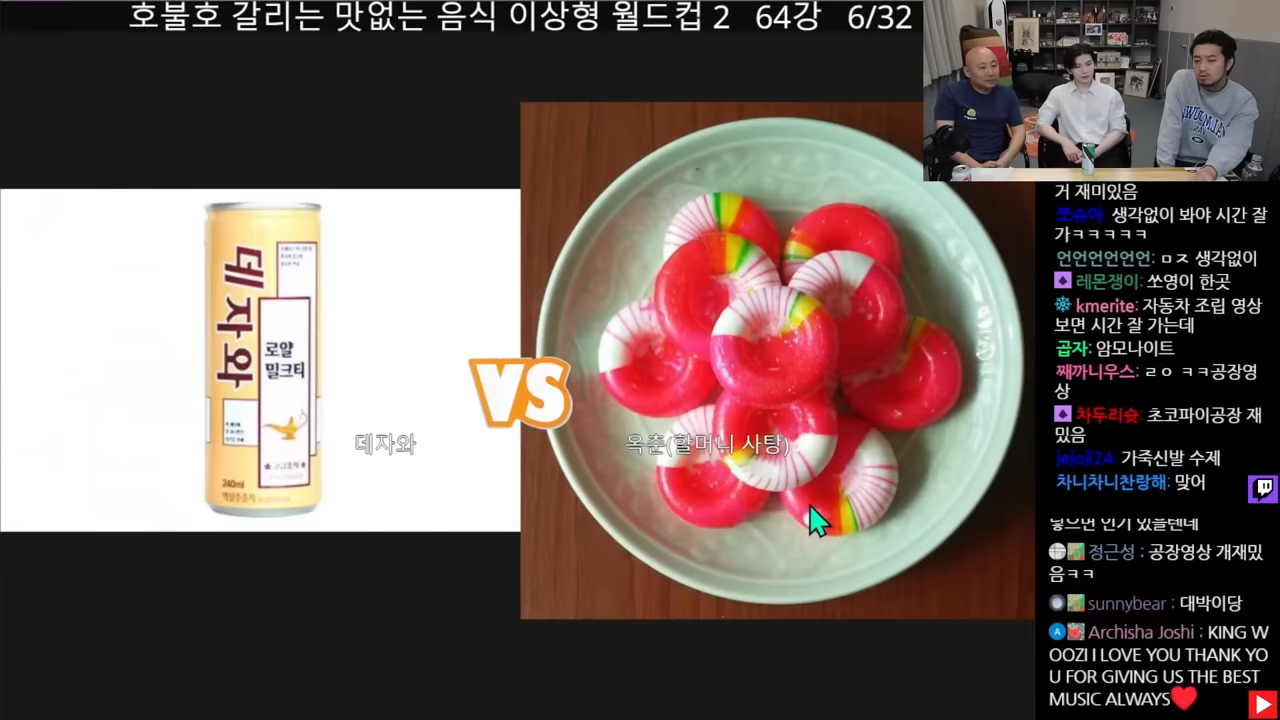 호불호 갈리는 맛없는 음식 이상형 월드컵 2 64강 6/32
데자와
로얄
밀크티
240ml
VS
데자와
옥춘(할머니 사탕)
거 재미있음
쪼슈아 생각없이 봐야 시간 잘
가ㅋㅋㅋㅋㅋ
언언언언언언: ㅁㅈ 생각없이
레몬쟁이: 쏘영이 한곳
kmerite: 자동차 조립 영상
보면 시간 잘 가는데
곱자: 암모나이트
째까니우스: ㄹㅇ ㅋㅋ공장영
상
차두리슛: 초코파이공장 재
밌음
jejoji24: 가죽신발 수제
차니차니찬랑해: 맞어
넣으면 인기 있을텐데
정근성 : 공장영상 개재밌
음ㅋㅋ
sunnybear : 대박이당
A Archisha Joshi : KING W
OOZI I LOVE YOU THANK YO
U FOR GIVING US THE BEST
MUSIC ALWAYS❤️